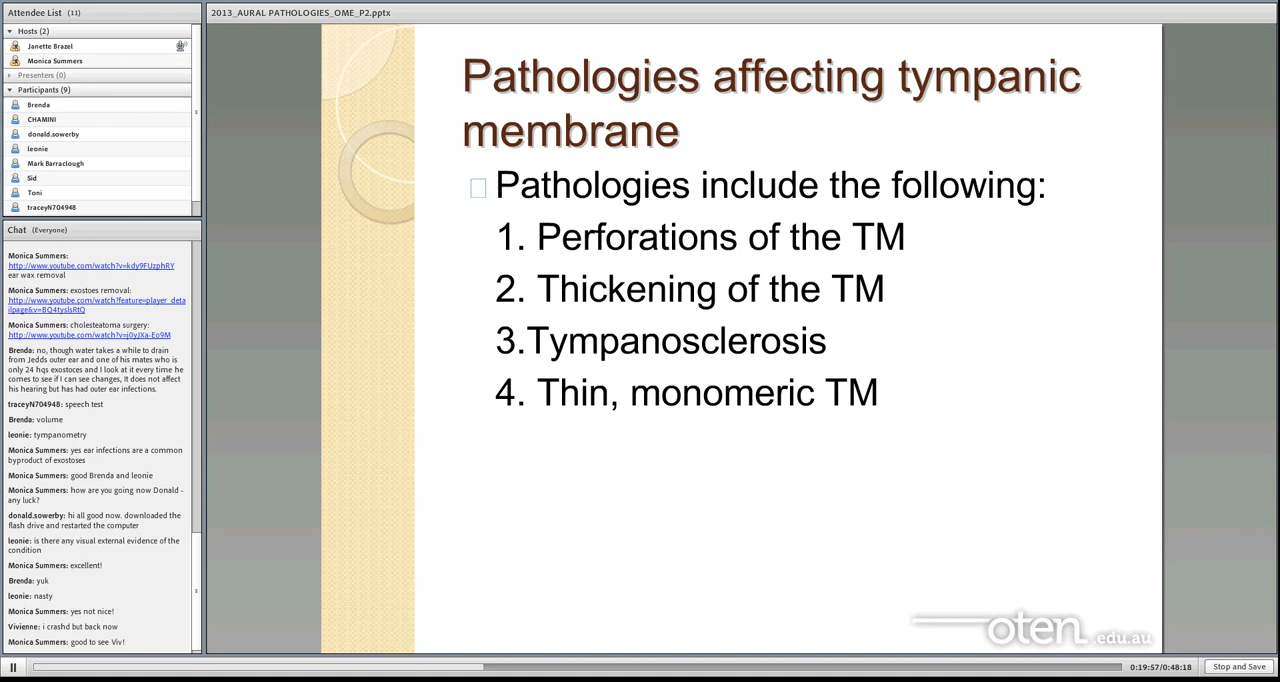 Attendee List (11)
Hosts (2)
Janette Brazel
Monica Summers
Presenters (0)
Participants (9)
Brenda
CHAMINI
donald.sowerby
leonie
Mark Barraclough
Sid
Toni
traceyN704948
Chat (Everyone)
Monica Summers:
http://www.youtube.com/watch?v=kdy9FUzphRY
ear wax removal
Monica Summers: exostoes removal:
http://www.youtube.com/watch?feature=player_deta
ilpage&v=BQ4tyslsRtQ
Monica Summers: cholesteatoma surgery:
http://www.youtube.com/watch?v=j0yJXa-Eo9M
Brenda: no, though water takes a while to drain
from Jedds outer ear and one of his mates who is
only 24 hqs exostoces and I look at it every time he
comes to see if I can see changes, It does not affect
his hearing but has had outer ear infections.
traceyN704948: speech test
Brenda: volume
leonie: tympanometry
Monica Summers: yes ear infections are a common
byproduct of exostoses
Monica Summers: good Brenda and leonie
Monica Summers: how are you going now Donald -
any luck?
donald.sowerby: hi all good now. downloaded the
flash drive and restarted the computer
leonie: is there any visual external evidence of the
condition
Monica Summers: excellent!
Brenda: yuk
leonie: nasty
Monica Summers: yes not nice!
Vivienne: i crashd but back now
Monica Summers: good to see Viv!
2013_AURAL PATHOLOGIES_OME_P2.pptx
Pathologies affecting tympanic
membrane
Pathologies include the following:
1. Perforations of the TM
2. Thickening of the TM
3.Tympanosclerosis
4. Thin, monomeric TM
oten.edu.au
0:19:57/0:48:18
Stop and Save